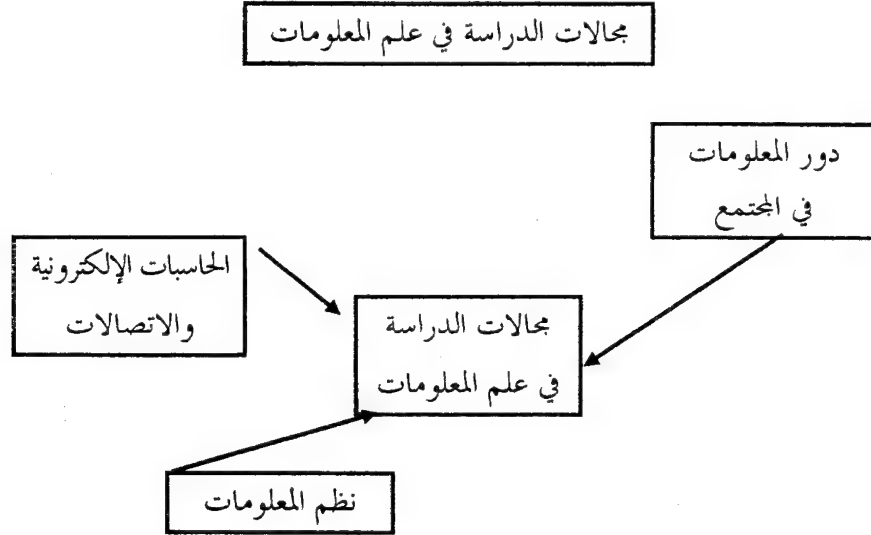 مجالات الدراسة في علم المعلومات
دور المعلومات
في المجتمع
الحاسبات الإلكترونية
والاتصالات
مجالات الدراسة
في علم المعلومات
نظم المعلومات